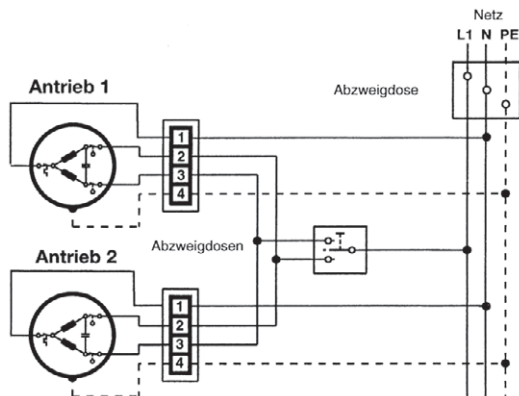 Netz
L1 N PE
Abzweigdose
Antrieb 1
1
2
3
4
Abzweigdosen
Antrieb 2
1
2
3
4